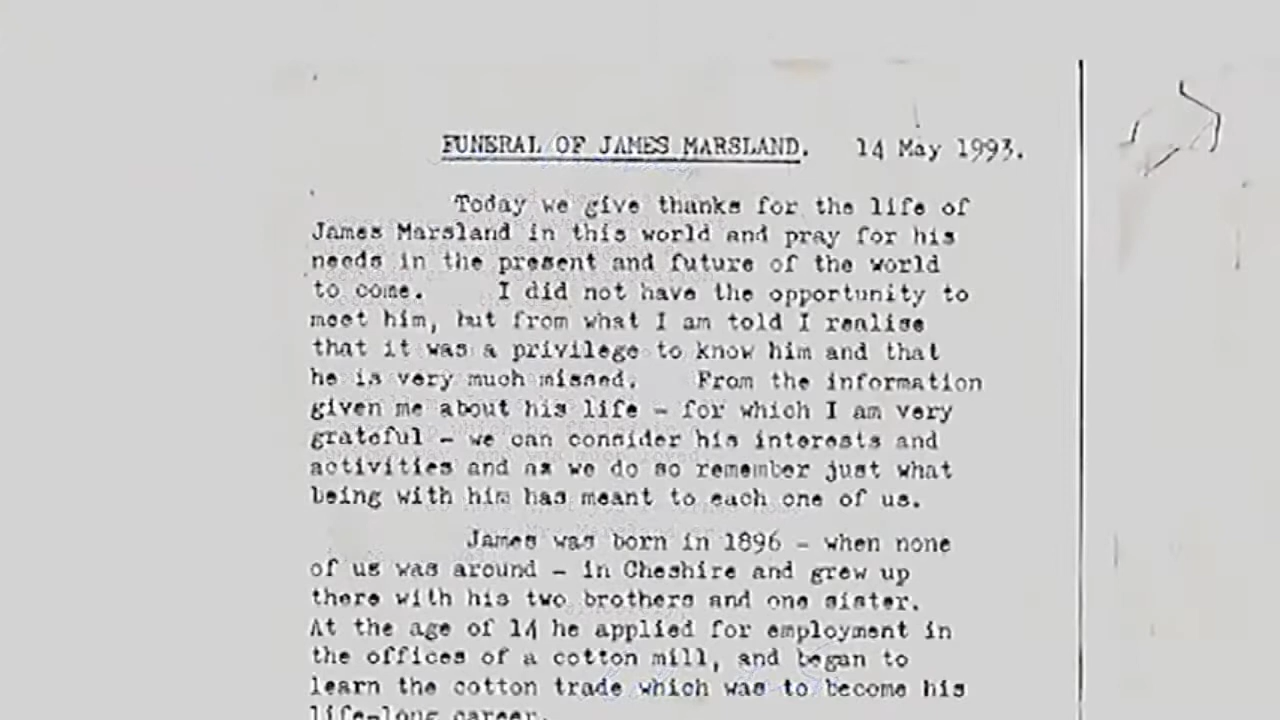 FUNERAL OF JAMES MARSLAND. 14 May 1993.
Today we give thanks for the life of
James Marsland in this world and pray for his
needs in the present and future of the world
to come. I did not have the opportunity to
meet him, but from what I am told I realise
that it was a privilege to know him and that
he is very much missed. From the information
given me about his life - for which I am very
grateful - we can consider his interests and
activities and as we do so remember just what
being with him has meant to each one of us.
James was born in 1896 - when none
of us was around - in Cheshire and grew up
there with his two brothers and one sister.
At the age of 14 he applied for employment in
the offices of a cotton mill, and began to
learn the cotton trade which was to become his
life-long career.